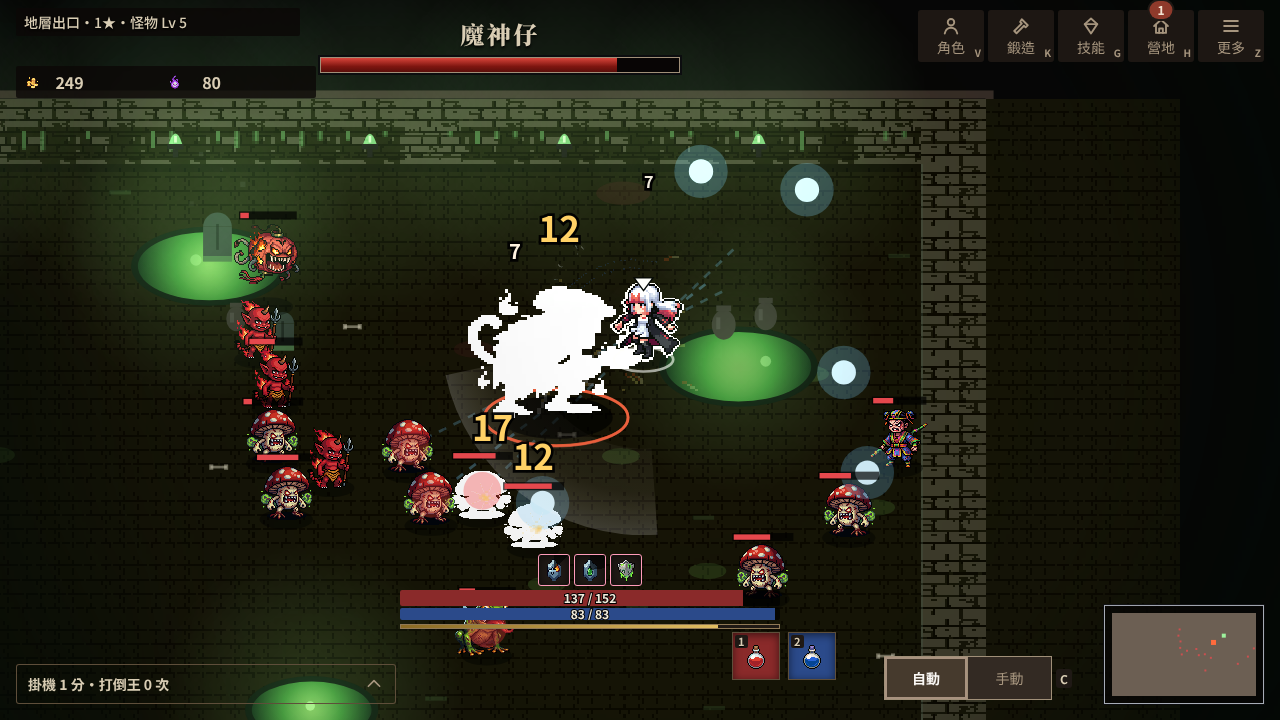 地層出口・1★・怪物 Lv 5
249 80
魔神仔
1
角色 V
鍛造 K
技能 G
營地 H
更多 Z
7
12
7
17
12
137 / 152
83 / 83
1
2
掛機 1 分・打倒王 0 次
自動 手動 C